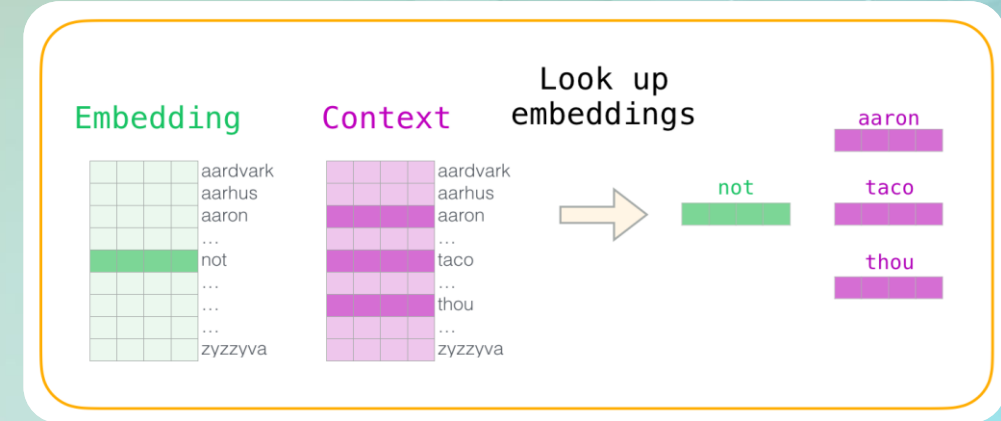 Embedding
aardvark
aarhus
aaron
...
not
...
...
...
zyzzyva
Context
aardvark
aarhus
aaron
...
taco
...
thou
...
zyzzyva
Look up
embeddings
not
aaron
taco
thou